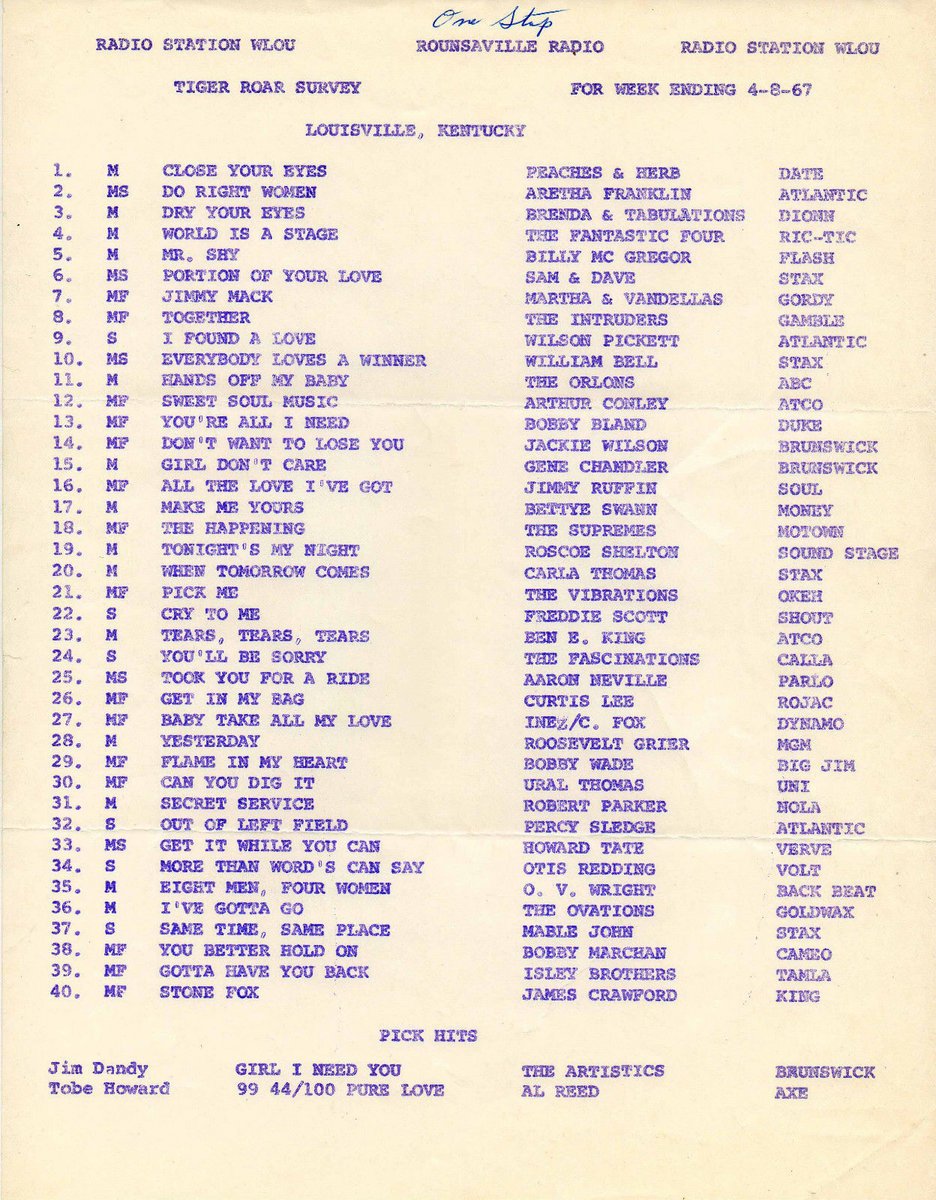 One Stop
RADIO STATION WLOU ROUNSAVILLE RADIO RADIO STATION WLOU
TIGER ROAR SURVEY FOR WEEK ENDING 4-8-67
LOUISVILLE, KENTUCKY
1. M CLOSE YOUR EYES PEACHES & HERB DATE
2. MS DO RIGHT WOMEN ARETHA FRANKLIN ATLANTIC
3. M DRY YOUR EYES BRENDA & TABULATIONS DIONN
4. M WORLD IS A STAGE THE FANTASTIC FOUR RIC-TIC
5. M MR. SHY BILLY MC GREGOR FLASH
6. MS PORTION OF YOUR LOVE SAM & DAVE STAX
7. MF JIMMY MACK MARTHA & VANDELLAS GORDY
8. MF TOGETHER THE INTRUDERS GAMBLE
9. S I FOUND A LOVE WILSON PICKETT ATLANTIC
10. MS EVERYBODY LOVES A WINNER WILLIAM BELL STAX
11. M HANDS OFF MY BABY THE ORLONS ABC
12. MF SWEET SOUL MUSIC ARTHUR CONLEY ATCO
13. MF YOU'RE ALL I NEED BOBBY BLAND DUKE
14. MF DON'T WANT TO LOSE YOU JACKIE WILSON BRUNSWICK
15. M GIRL DON'T CARE GENE CHANDLER BRUNSWICK
16. MF ALL THE LOVE I'VE GOT JIMMY RUFFIN SOUL
17. M MAKE ME YOURS BETTYE SWANN MONEY
18. MF THE HAPPENING THE SUPREMES MOTOWN
19. M TONIGHT'S MY NIGHT ROSCOE SHELTON SOUND STAGE
20. M WHEN TOMORROW COMES CARLA THOMAS STAX
21. MF PICK ME THE VIBRATIONS OKEH
22. S CRY TO ME FREDDIE SCOTT SHOUT
23. M TEARS, TEARS, TEARS BEN E. KING ATCO
24. S YOU'LL BE SORRY THE FASCINATIONS CALLA
25. MS TOOK YOU FOR A RIDE AARON NEVILLE PARLO
26. MF GET IN MY BAG CURTIS LEE ROJAC
27. MF BABY TAKE ALL MY LOVE INEZ/C. FOX DYNAMO
28. M YESTERDAY ROOSEVELT GRIER MGM
29. MF FLAME IN MY HEART BOBBY WADE BIG JIM
30. MF CAN YOU DIG IT URAL THOMAS UNI
31. M SECRET SERVICE ROBERT PARKER NOLA
32. S OUT OF LEFT FIELD PERCY SLEDGE ATLANTIC
33. MS GET IT WHILE YOU CAN HOWARD TATE VERVE
34. S MORE THAN WORD'S CAN SAY OTIS REDDING VOLT
35. M EIGHT MEN, FOUR WOMEN O. V. WRIGHT BACK BEAT
36. M I'VE GOTTA GO THE OVATIONS GOLDWAX
37. S SAME TIME, SAME PLACE MABLE JOHN STAX
38. MF YOU BETTER HOLD ON BOBBY MARCHAN CAMEO
39. MF GOTTA HAVE YOU BACK ISLEY BROTHERS TAMLA
40. MF STONE FOX JAMES CRAWFORD KING
PICK HITS
Jim Dandy GIRL I NEED YOU THE ARTISTICS BRUNSWICK
Tobe Howard 99 44/100 PURE LOVE AL REED AXE